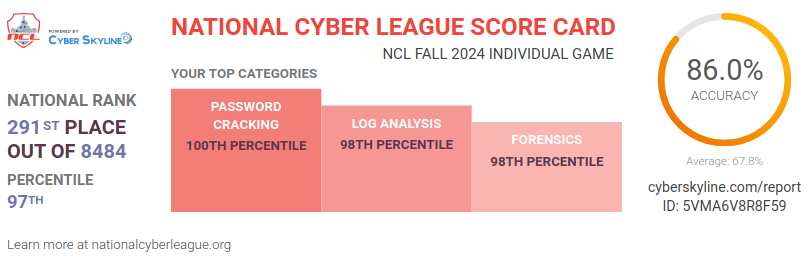 NCL
POWERED BY
CYBER SKYLINE
NATIONAL CYBER LEAGUE SCORE CARD
NCL FALL 2024 INDIVIDUAL GAME
YOUR TOP CATEGORIES
NATIONAL RANK
291ST PLACE
OUT OF 8484
PERCENTILE
97TH
PASSWORD
CRACKING
100TH PERCENTILE
LOG ANALYSIS
98TH PERCENTILE
FORENSICS
98TH PERCENTILE
86.0%
ACCURACY
Average: 67.8%
cyberskyline.com/report
ID: 5VMA6V8R8F59
Learn more at nationalcyberleague.org